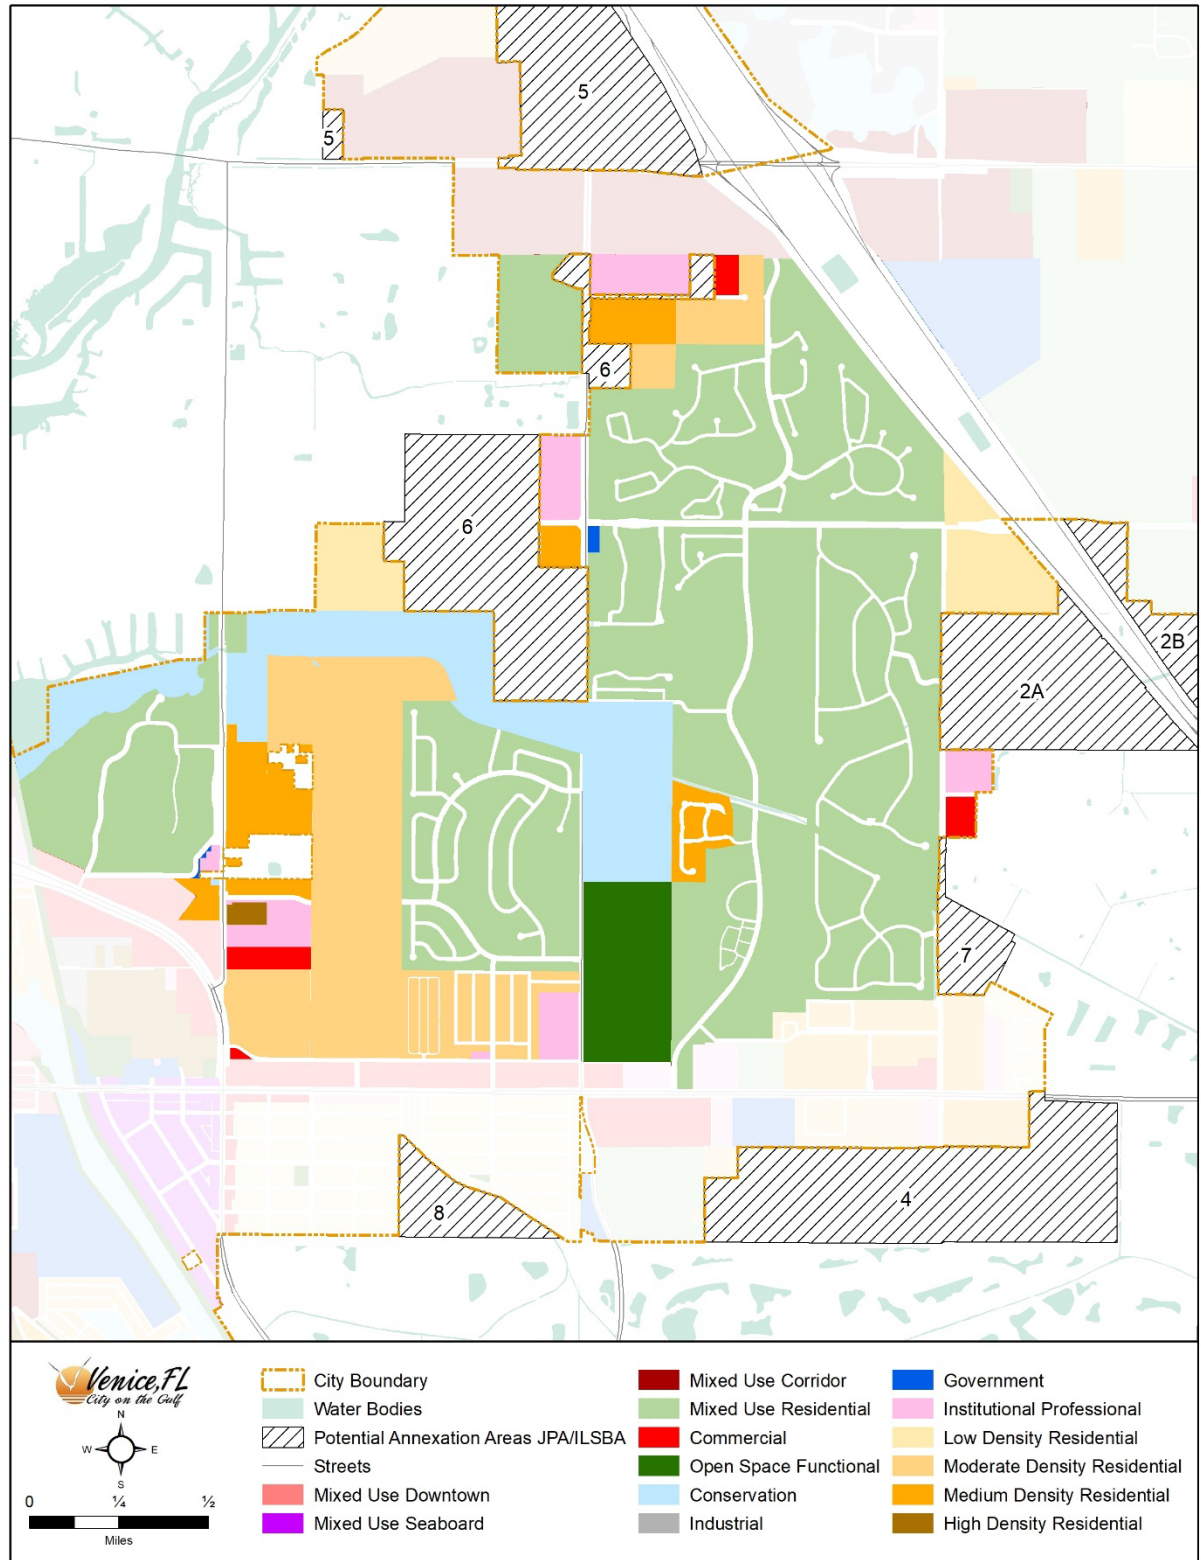 5
5
6
6
2B
2A
7
4
8
Venice, FL
City on the Gulf
N
W E
S
0 ¼ ½
Miles
City Boundary
Water Bodies
Potential Annexation Areas JPA/ILSBA
Streets
Mixed Use Downtown
Mixed Use Seaboard
Mixed Use Corridor
Mixed Use Residential
Commercial
Open Space Functional
Conservation
Industrial
Government
Institutional Professional
Low Density Residential
Moderate Density Residential
Medium Density Residential
High Density Residential